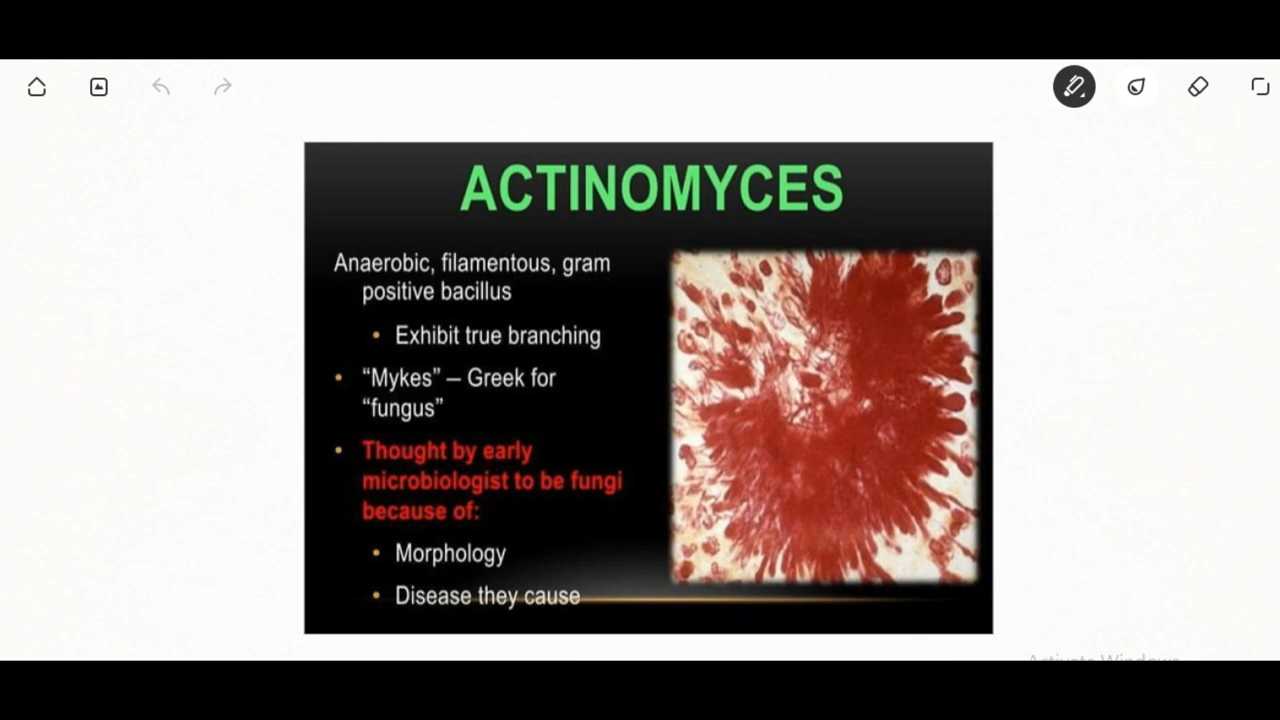 ACTINOMYCES
Anaerobic, filamentous, gram
positive bacillus
• Exhibit true branching
• “Mykes” – Greek for
“fungus”
• Thought by early
microbiologist to be fungi
because of:
• Morphology
• Disease they cause
Activate Windows